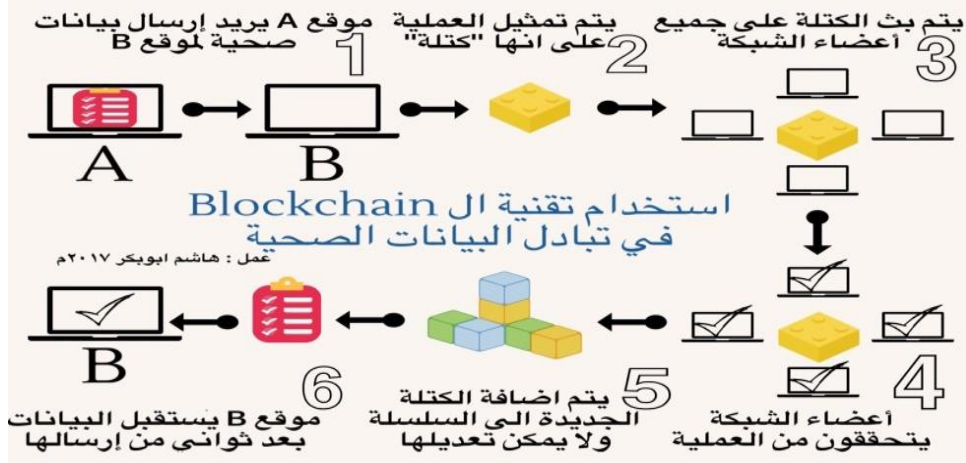 موقع A يريد إرسال بيانات
صحية لموقع B
1
يتم تمثيل العملية
على انها "كتلة"
2
يتم بث الكتلة على جميع
أعضاء الشبكة
3
A
B
استخدام تقنية ال Blockchain
في تبادل البيانات الصحية
عمل : هاشم ابوبكر ٢٠١٧م
4
أعضاء الشبكة
يتحققون من العملية
5
يتم اضافة الكتلة
الجديدة الى السلسلة
ولا يمكن تعديلها
B
6
موقع B يستقبل البيانات
بعد ثواني من إرسالها